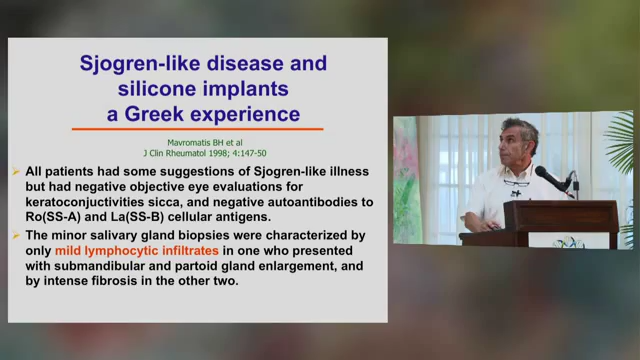 Sjogren-like disease and
silicone implants
a Greek experience
Mavromatis BH et al
J Clin Rheumatol 1998; 4:147-50
All patients had some suggestions of Sjogren-like illness
but had negative objective eye evaluations for
keratoconjuctivities sicca, and negative autoantibodies to
Ro(SS-A) and La(SS-B) cellular antigens.
The minor salivary gland biopsies were characterized by
only mild lymphocytic infiltrates in one who presented
with submandibular and partoid gland enlargement, and
by intense fibrosis in the other two.